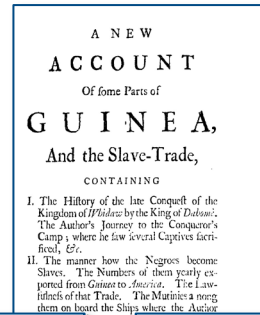 A NEW
ACCOUNT
Of ſome Parts of
GUINEA,
And the Slave-Trade,
CONTAINING
I. The Hiſtory of the late Conqueſt of the
Kingdom of Whidaw by the King of Dahomè.
The Author's Journey to the Conqueror's
Camp; where he ſaw ſeveral Captives ſacri-
ficed, &c.
II. The manner how the Negroes become
Slaves. The Numbers of them yearly ex-
ported from Guinea to America. The Law-
fulneſs of that Trade. The Mutinies among
them on board the Ships where the Author